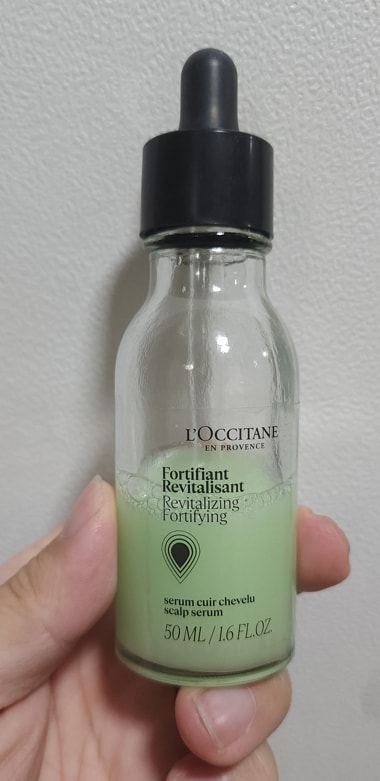 L'OCCITANE
EN PROVENCE
Fortifiant
Revitalisant
Revitalizing
Fortifying
serum cuir chevelu
scalp serum
50 ML / 1.6 FL.OZ.